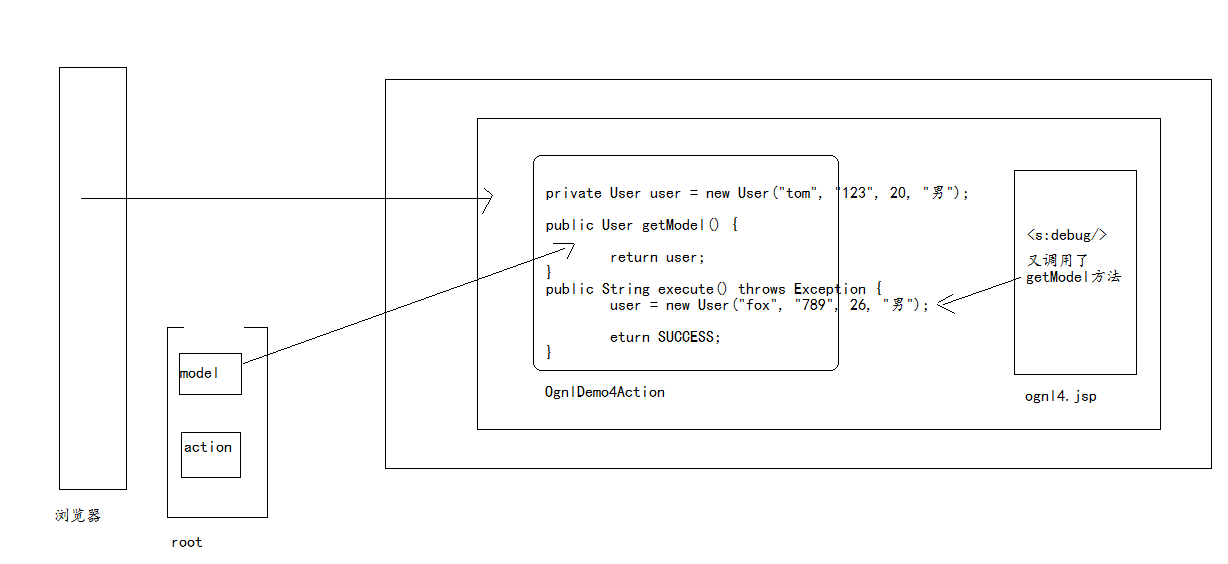 private User user = new User("tom", "123", 20, "男");
public User getModel() {
return user;
}
public String execute() throws Exception {
user = new User("fox", "789", 26, "男");
eturn SUCCESS;
}
OgnlDemo4Action
<s:debug/>
又调用了
getModel方法
ognl4.jsp
model
action
浏览器
root